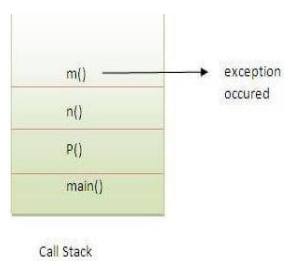 m()
exception
occured
n()
P()
main()
Call Stack